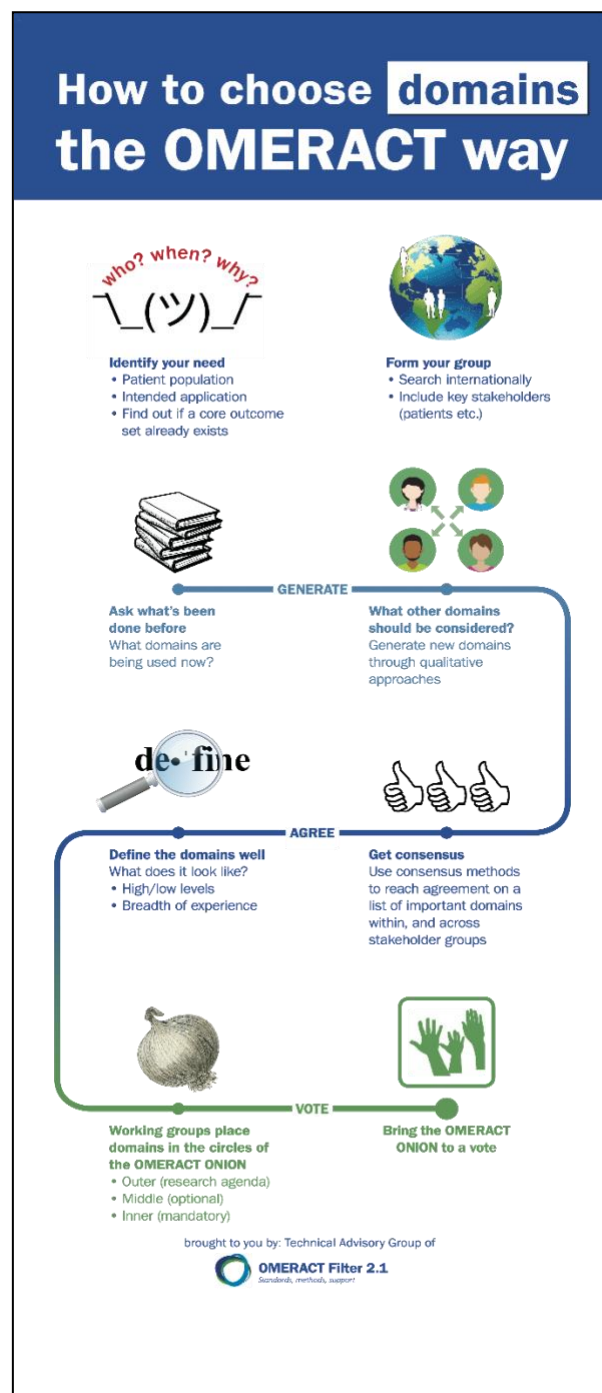 How to choose domains
the OMERACT way
who? when? why?
¯\_(ツ)_/¯
Identify your need
• Patient population
• Intended application
• Find out if a core outcome
set already exists
Form your group
• Search internationally
• Include key stakeholders
(patients etc.)
GENERATE
Ask what's been
done before
What domains are
being used now?
What other domains
should be considered?
Generate new domains
through qualitative
approaches
de•fine
AGREE
Define the domains well
What does it look like?
• High/low levels
• Breadth of experience
Get consensus
Use consensus methods
to reach agreement on a
list of important domains
within, and across
stakeholder groups
VOTE
Working groups place
domains in the circles of
the OMERACT ONION
• Outer (research agenda)
• Middle (optional)
• Inner (mandatory)
Bring the OMERACT
ONION to a vote
brought to you by: Technical Advisory Group of
OMERACT Filter 2.1
Standards, methods, support